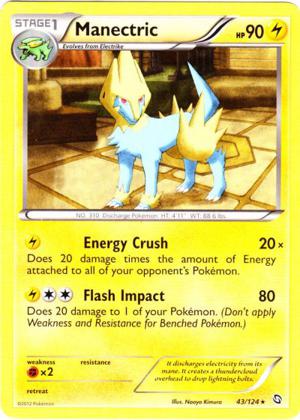 STAGE1 Manectric HP90
Evolves from Electrike
NO. 310 Discharge Pokémon HT: 4'11" WT: 88.6 lbs.
Energy Crush 20×
Does 20 damage times the amount of Energy
attached to all of your opponent's Pokémon.
Flash Impact 80
Does 20 damage to 1 of your Pokémon. (Don't apply
Weakness and Resistance for Benched Pokémon.)
weakness resistance
×2
retreat
It discharges electricity from
its mane. It creates a thundercloud
overhead to drop lightning bolts.
©2012 Pokémon Illus. Naoyo Kimura 43/124 ★